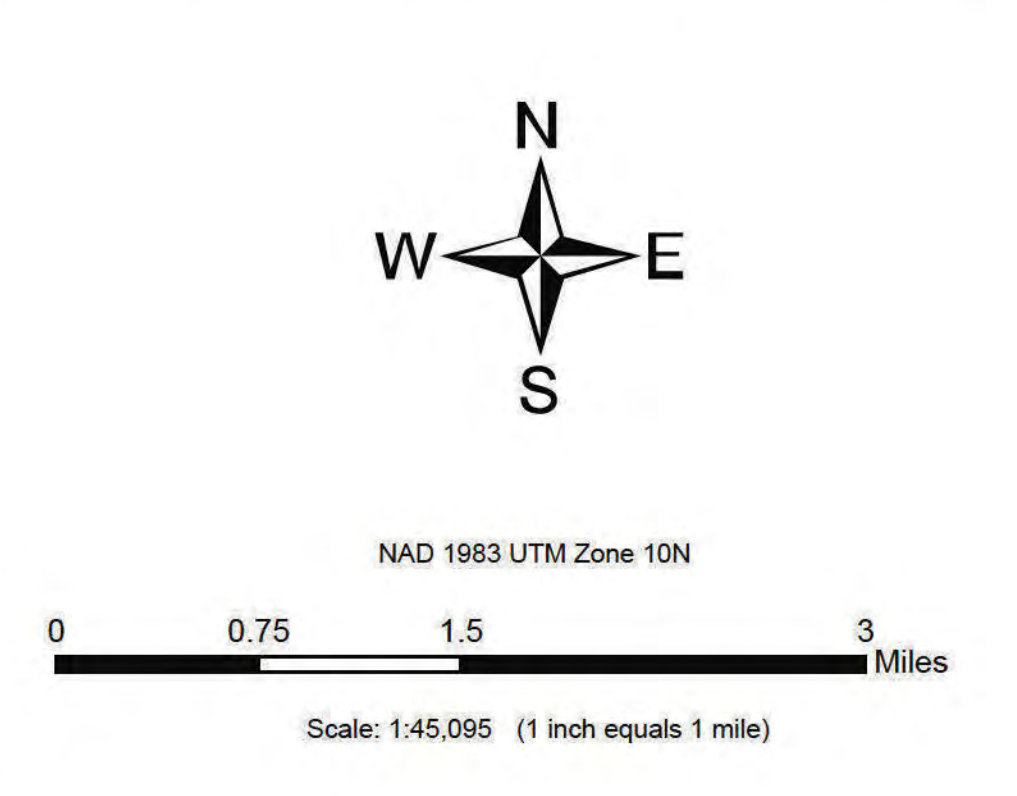 N
W E
S
NAD 1983 UTM Zone 10N
0 0.75 1.5 3
Miles
Scale: 1:45,095 (1 inch equals 1 mile)